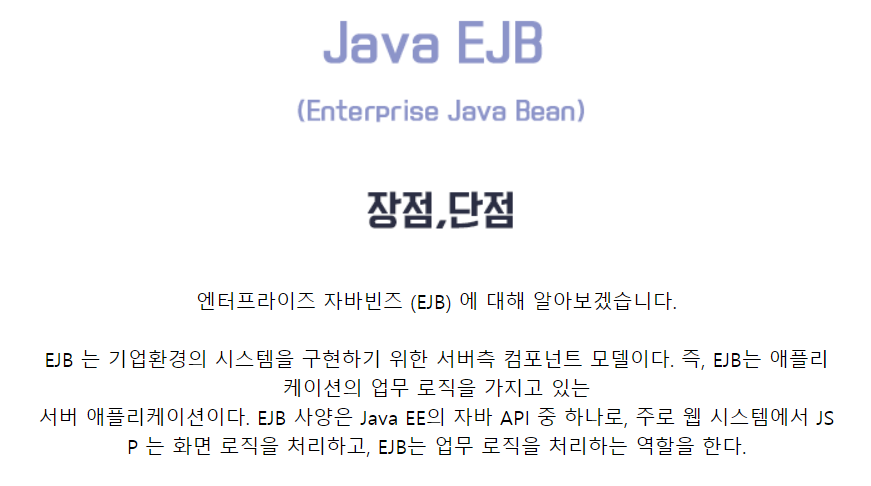 Java EJB
(Enterprise Java Bean)
장점,단점
엔터프라이즈 자바빈즈 (EJB) 에 대해 알아보겠습니다.
EJB 는 기업환경의 시스템을 구현하기 위한 서버측 컴포넌트 모델이다. 즉, EJB는 애플리
케이션의 업무 로직을 가지고 있는
서버 애플리케이션이다. EJB 사양은 Java EE의 자바 API 중 하나로, 주로 웹 시스템에서 JS
P 는 화면 로직을 처리하고, EJB는 업무 로직을 처리하는 역할을 한다.